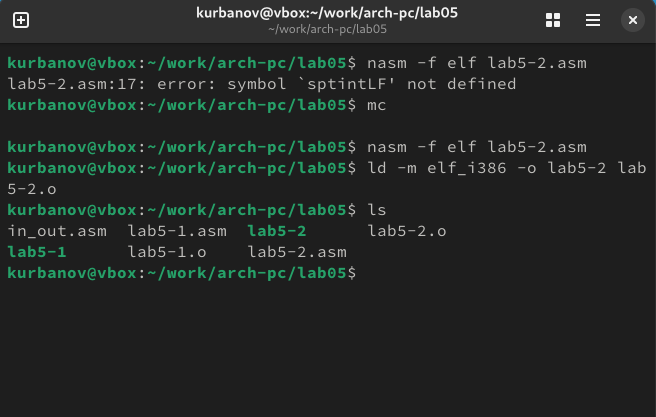 kurbanov@vbox:~/work/arch-pc/lab05
~/work/arch-pc/lab05
kurbanov@vbox:~/work/arch-pc/lab05$ nasm -f elf lab5-2.asm
lab5-2.asm:17: error: symbol `sptintLF' not defined
kurbanov@vbox:~/work/arch-pc/lab05$ mc
kurbanov@vbox:~/work/arch-pc/lab05$ nasm -f elf lab5-2.asm
kurbanov@vbox:~/work/arch-pc/lab05$ ld -m elf_i386 -o lab5-2 lab
5-2.o
kurbanov@vbox:~/work/arch-pc/lab05$ ls
in_out.asm  lab5-1.asm  lab5-2      lab5-2.o
lab5-1      lab5-1.o    lab5-2.asm
kurbanov@vbox:~/work/arch-pc/lab05$